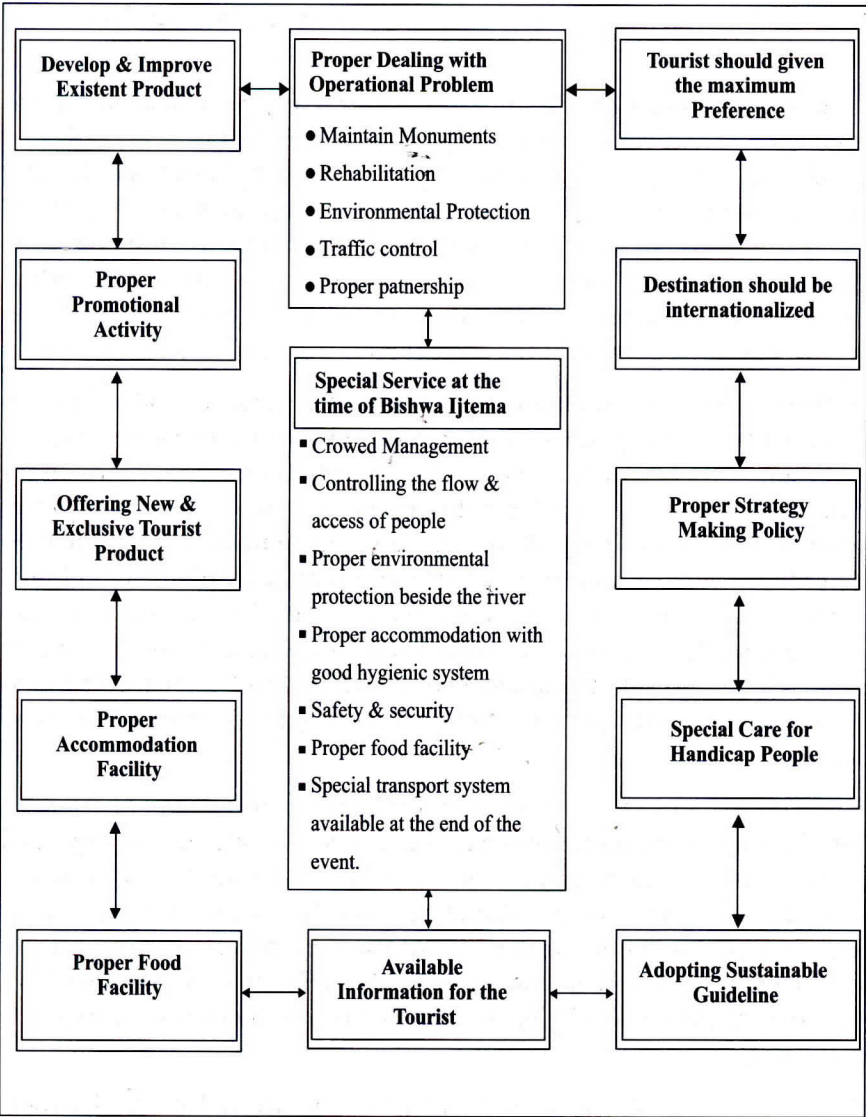 Develop & Improve
Existent Product
Proper Dealing with
Operational Problem
● Maintain Monuments
● Rehabilitation
● Environmental Protection
● Traffic control
● Proper patnership
Tourist should given
the maximum
Preference
Proper
Promotional
Activity
Destination should be
internationalized
Special Service at the
time of Bishwa Ijtema
▪ Crowed Management
▪ Controlling the flow &
access of people
▪ Proper environmental
protection beside the river
▪ Proper accommodation with
good hygienic system
▪ Safety & security
▪ Proper food facility
▪ Special transport system
available at the end of the
event.
Offering New &
Exclusive Tourist
Product
Proper Strategy
Making Policy
Proper
Accommodation
Facility
Special Care for
Handicap People
Proper Food
Facility
Available
Information for the
Tourist
Adopting Sustainable
Guideline